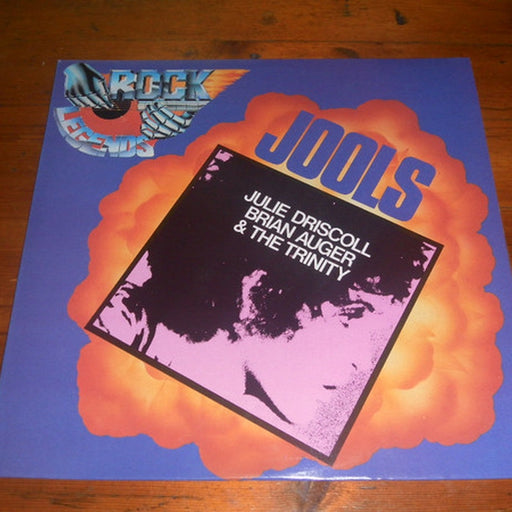 ROCK
LEGENDS
JOOLS
JULIE DRISCOLL
BRIAN AUGER
& THE TRINITY